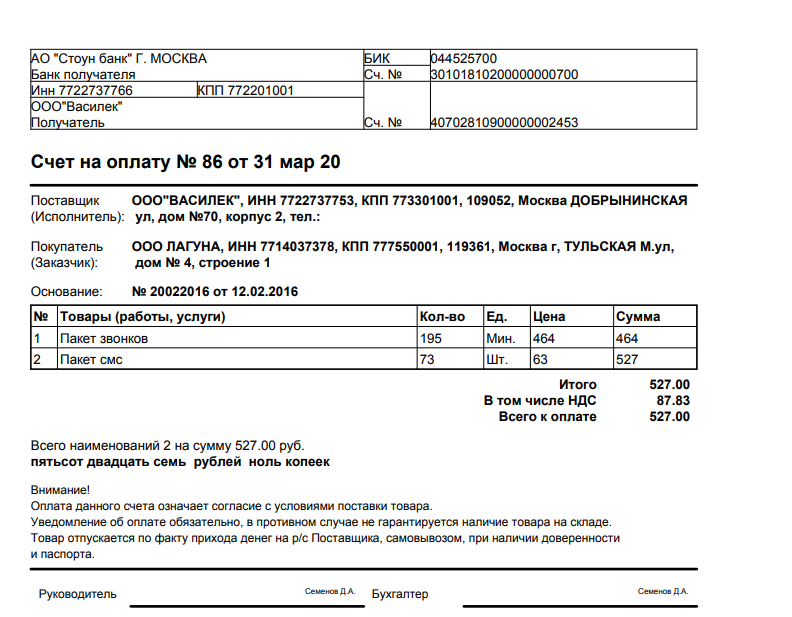 АО "Стоун банк" Г. МОСКВА БИК 044525700
Банк получателя Сч. № 30101810200000000700
Инн 7722737766 КПП 772201001
ООО"Василек"
Получатель Сч. № 40702810900000002453
Счет на оплату № 86 от 31 мар 20
Поставщик ООО"ВАСИЛЕК", ИНН 7722737753, КПП 773301001, 109052, Москва ДОБРЫНИНСКАЯ
(Исполнитель): ул, дом №70, корпус 2, тел.:
Покупатель ООО ЛАГУНА, ИНН 7714037378, КПП 777550001, 119361, Москва г, ТУЛЬСКАЯ М.ул,
(Заказчик): дом № 4, строение 1
Основание: № 20022016 от 12.02.2016
№ Товары (работы, услуги) Кол-во Ед. Цена Сумма
1 Пакет звонков 195 Мин. 464 464
2 Пакет смс 73 Шт. 63 527
Итого 527.00
В том числе НДС 87.83
Всего к оплате 527.00
Всего наименований 2 на сумму 527.00 руб.
пятьсот двадцать семь рублей ноль копеек
Внимание!
Оплата данного счета означает согласие с условиями поставки товара.
Уведомление об оплате обязательно, в противном случае не гарантируется наличие товара на складе.
Товар отпускается по факту прихода денег на р/с Поставщика, самовывозом, при наличии доверенности
и паспорта.
Руководитель Семенов Д.А. Бухгалтер Семенов Д.А.